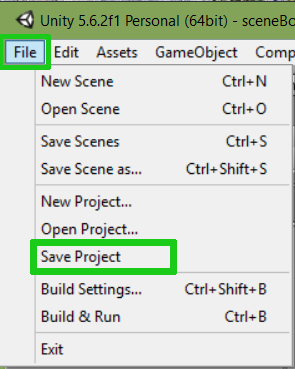 Unity 5.6.2f1 Personal (64bit) - sceneBo
File Edit Assets GameObject Comp
New Scene Ctrl+N
Open Scene Ctrl+O
Save Scenes Ctrl+S
Save Scene as... Ctrl+Shift+S
New Project...
Open Project...
Save Project
Build Settings... Ctrl+Shift+B
Build & Run Ctrl+B
Exit